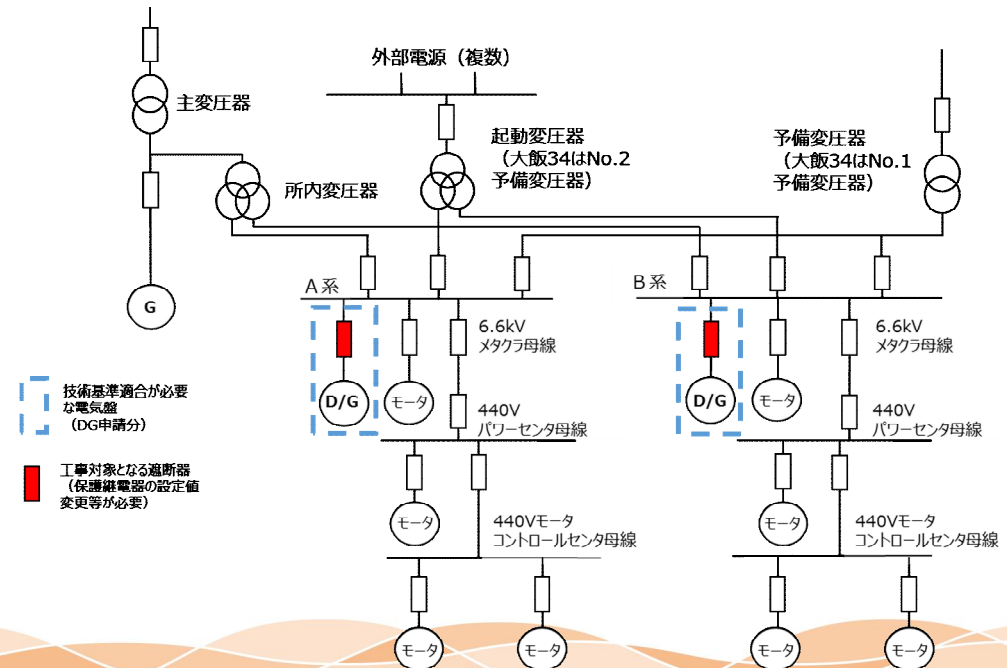 外部電源（複数）
主変圧器
起動変圧器
（大飯34はNo.2
予備変圧器）
予備変圧器
（大飯34はNo.1
予備変圧器）
所内変圧器
A系
B系
G
6.6kV
メタクラ母線
6.6kV
メタクラ母線
D/G
モータ
D/G
モータ
技術基準適合が必要
な電気盤
（DG申請分）
440V
パワーセンタ母線
440V
パワーセンタ母線
工事対象となる遮断器
（保護継電器の設定値
変更等が必要）
モータ
440Vモータ
コントロールセンタ母線
モータ
440Vモータ
コントロールセンタ母線
モータ
モータ
モータ
モータ